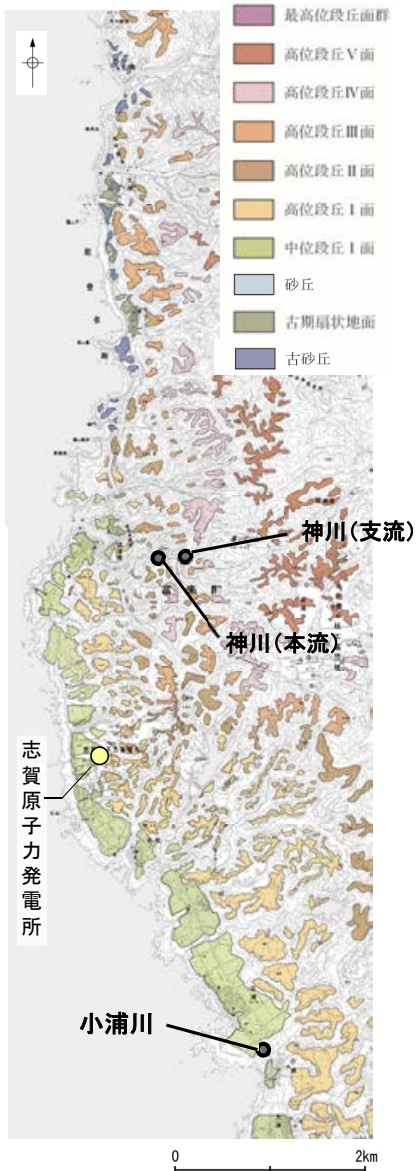 最高位段丘面群
高位段丘Ⅴ面
高位段丘Ⅳ面
高位段丘Ⅲ面
高位段丘Ⅱ面
高位段丘Ⅰ面
中位段丘Ⅰ面
砂丘
古期扇状地面
古砂丘
神川(支流)
神川(本流)
志賀原子力発電所
小浦川
0 2km